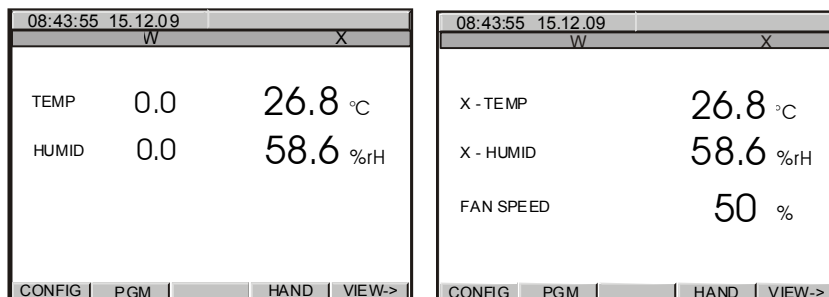 08:43:55 15.12.09
W X
TEMP 0.0 26.8 °C
HUMID 0.0 58.6 %rH
CONFIG PGM HAND VIEW->
08:43:55 15.12.09
W X
X - TEMP 26.8 °C
X - HUMID 58.6 %rH
FAN SPEED 50 %
CONFIG PGM HAND VIEW->